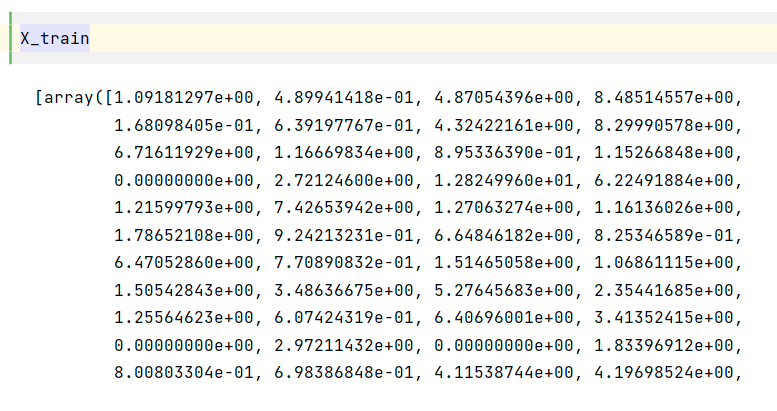 X_train
[array([1.09181297e+00, 4.89941418e-01, 4.87054396e+00, 8.48514557e+00,
1.68098405e-01, 6.39197767e-01, 4.32422161e+00, 8.29990578e+00,
6.71611929e+00, 1.16669834e+00, 8.95336390e-01, 1.15266848e+00,
0.00000000e+00, 2.72124600e+00, 1.28249960e+01, 6.22491884e+00,
1.21599793e+00, 7.42653942e+00, 1.27063274e+00, 1.16136026e+00,
1.78652108e+00, 9.24213231e-01, 6.64846182e+00, 8.25346589e-01,
6.47052860e+00, 7.70890832e-01, 1.51465058e+00, 1.06861115e+00,
1.50542843e+00, 3.48636675e+00, 5.27645683e+00, 2.35441685e+00,
1.25564623e+00, 6.07424319e-01, 6.40696001e+00, 3.41352415e+00,
0.00000000e+00, 2.97211432e+00, 0.00000000e+00, 1.83396912e+00,
8.00803304e-01, 6.98386848e-01, 4.11538744e+00, 4.19698524e+00,